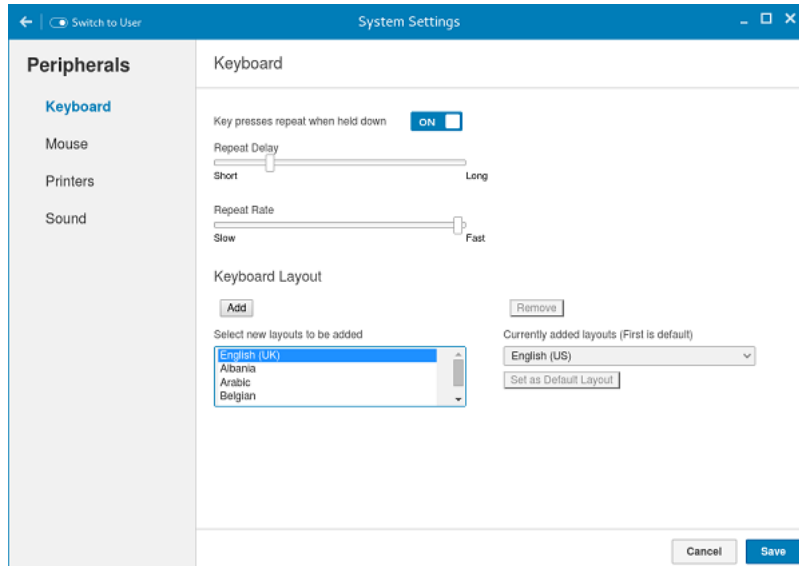 Switch to User
System Settings
Peripherals
Keyboard
Mouse
Printers
Sound
Keyboard
Key presses repeat when held down
ON
Repeat Delay
Short Long
Repeat Rate
Slow Fast
Keyboard Layout
Add
Remove
Select new layouts to be added
English (UK)
Albania
Arabic
Belgian
Currently added layouts (First is default)
English (US)
Set as Default Layout
Cancel
Save